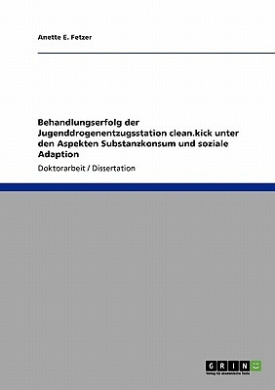 Anette E. Fetzer
Behandlungserfolg der
Jugenddrogenentzugsstation clean.kick unter
den Aspekten Substanzkonsum und soziale
Adaption
Doktorarbeit / Dissertation
GRIN